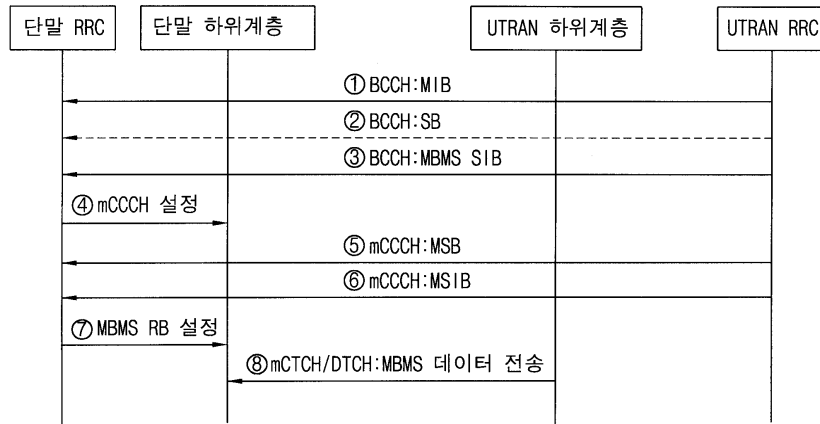 단말 RRC
단말 하위계층
UTRAN 하위계층
UTRAN RRC
①BCCH:MIB
②BCCH:SB
③BCCH:MBMS SIB
④mCCCH 설정
⑤mCCCH:MSB
⑥mCCCH:MSIB
⑦MBMS RB 설정
⑧mCTCH/DTCH:MBMS 데이터 전송